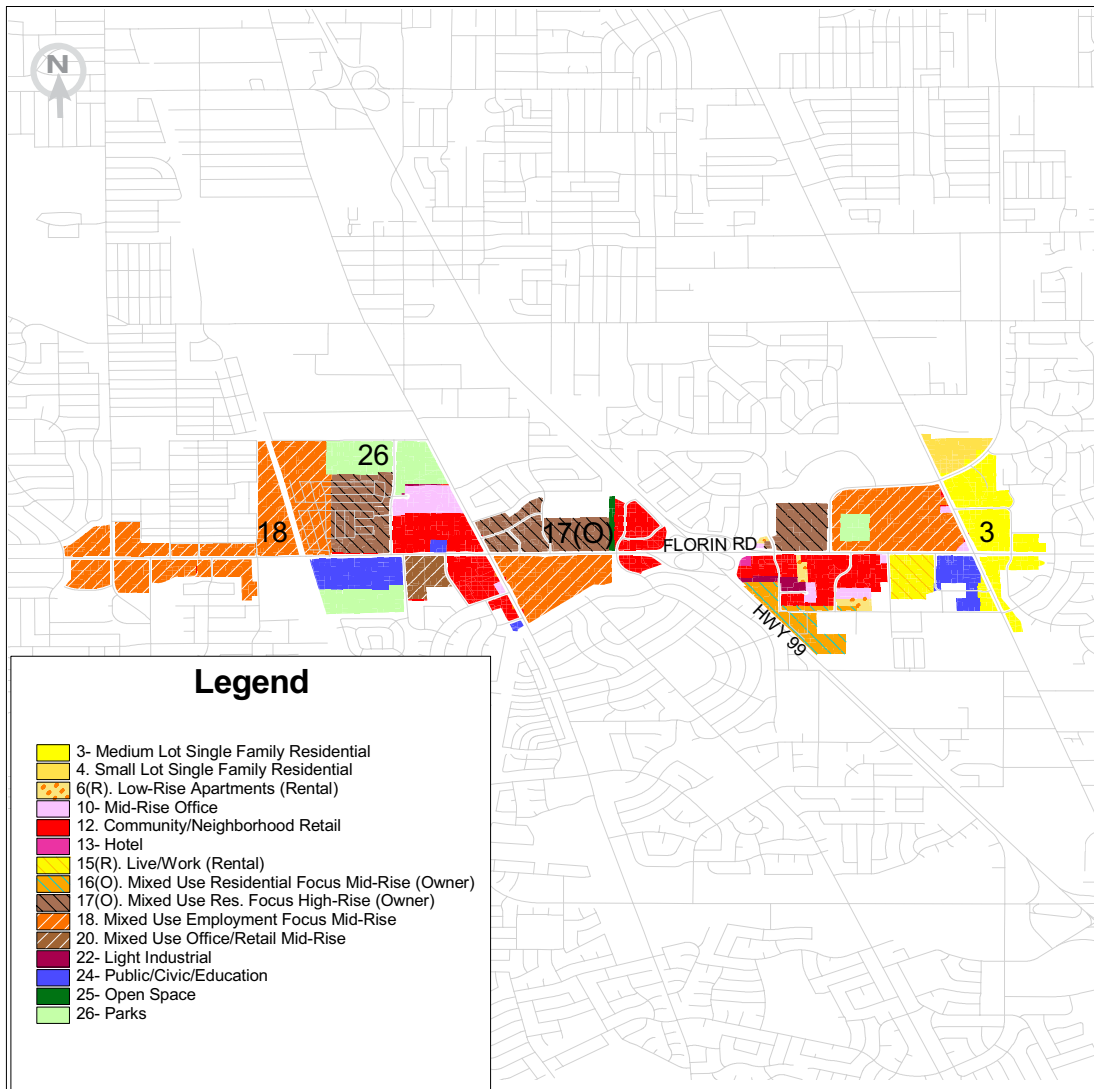 N
26
18
17(O)
FLORIN RD
3
HWY 99
Legend
3- Medium Lot Single Family Residential
4. Small Lot Single Family Residential
6(R). Low-Rise Apartments (Rental)
10- Mid-Rise Office
12. Community/Neighborhood Retail
13- Hotel
15(R). Live/Work (Rental)
16(O). Mixed Use Residential Focus Mid-Rise (Owner)
17(O). Mixed Use Res. Focus High-Rise (Owner)
18. Mixed Use Employment Focus Mid-Rise
20. Mixed Use Office/Retail Mid-Rise
22- Light Industrial
24- Public/Civic/Education
25- Open Space
26- Parks